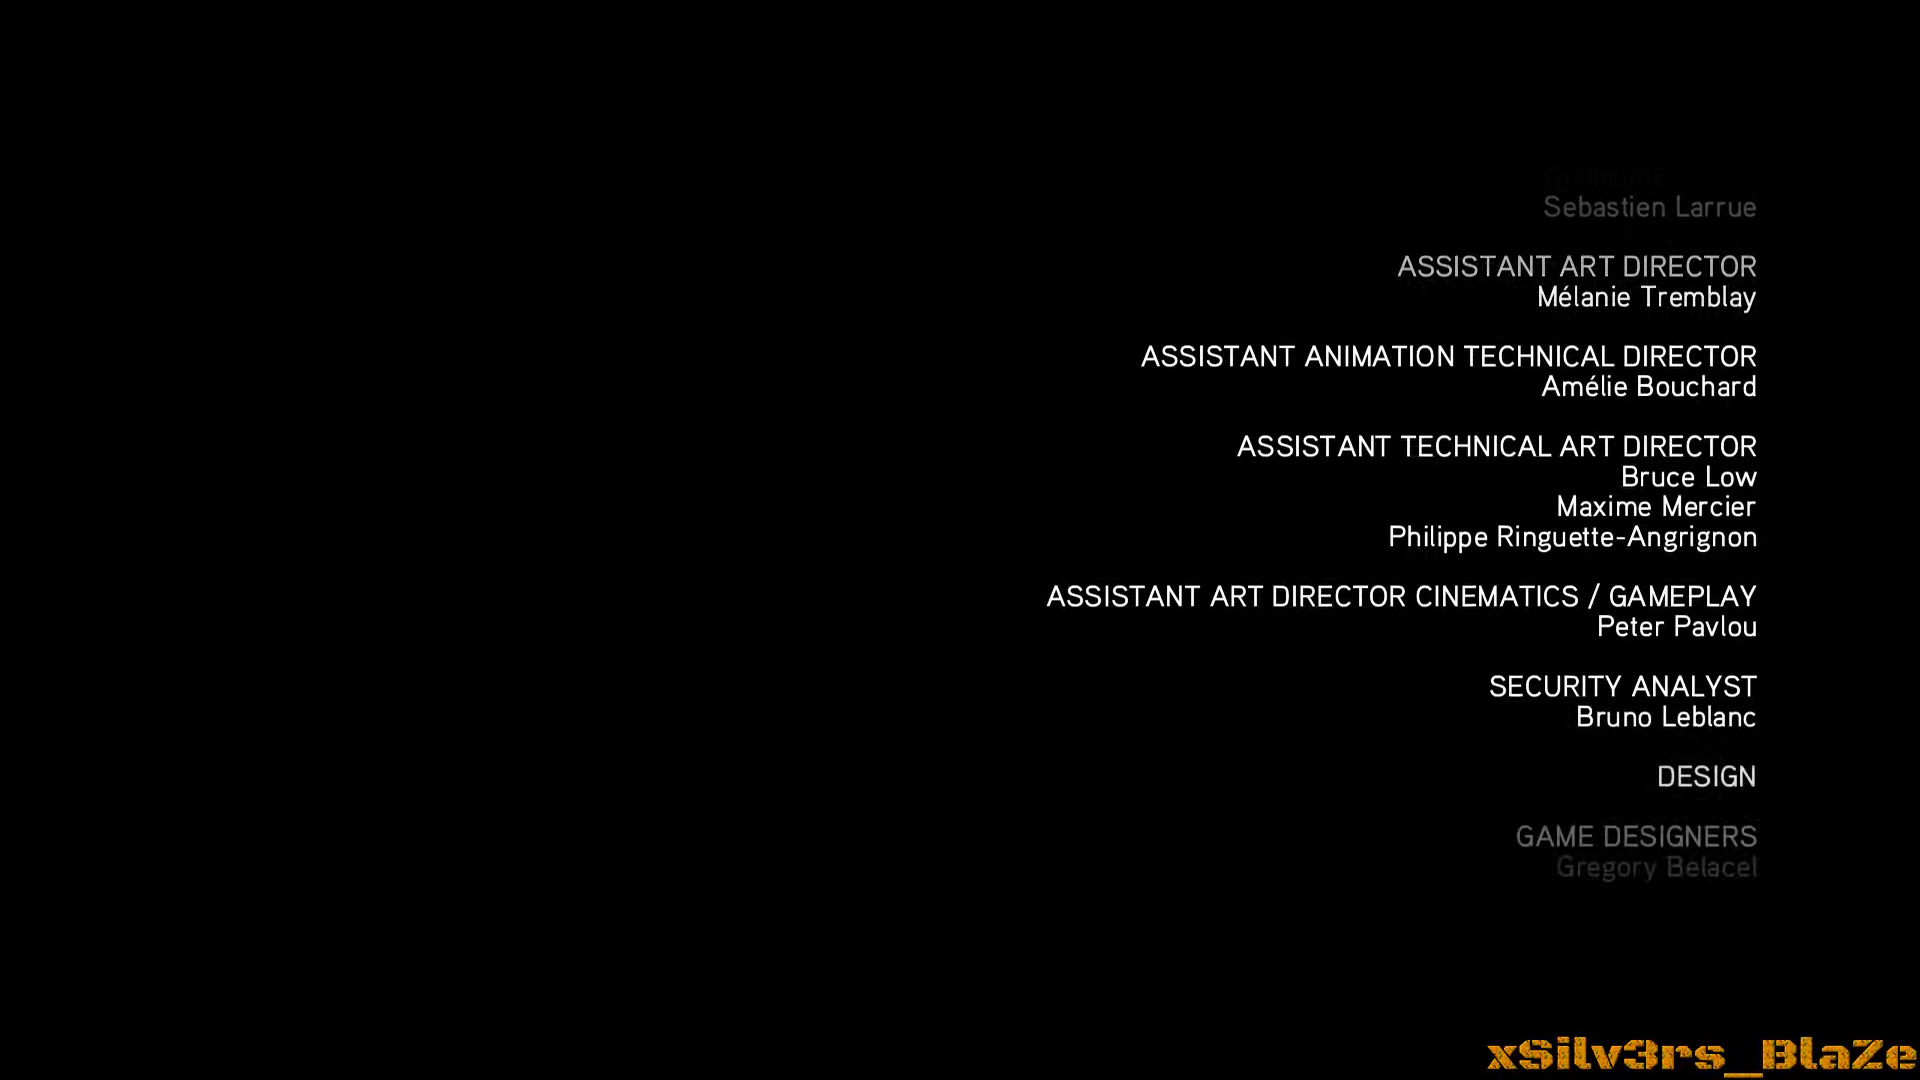 Sebastien Larrue
ASSISTANT ART DIRECTOR
Mélanie Tremblay
ASSISTANT ANIMATION TECHNICAL DIRECTOR
Amélie Bouchard
ASSISTANT TECHNICAL ART DIRECTOR
Bruce Low
Maxime Mercier
Philippe Ringuette-Angrignon
ASSISTANT ART DIRECTOR CINEMATICS / GAMEPLAY
Peter Pavlou
SECURITY ANALYST
Bruno Leblanc
DESIGN
GAME DESIGNERS
Gregory Belacel
xSilv3rs_BlaZe